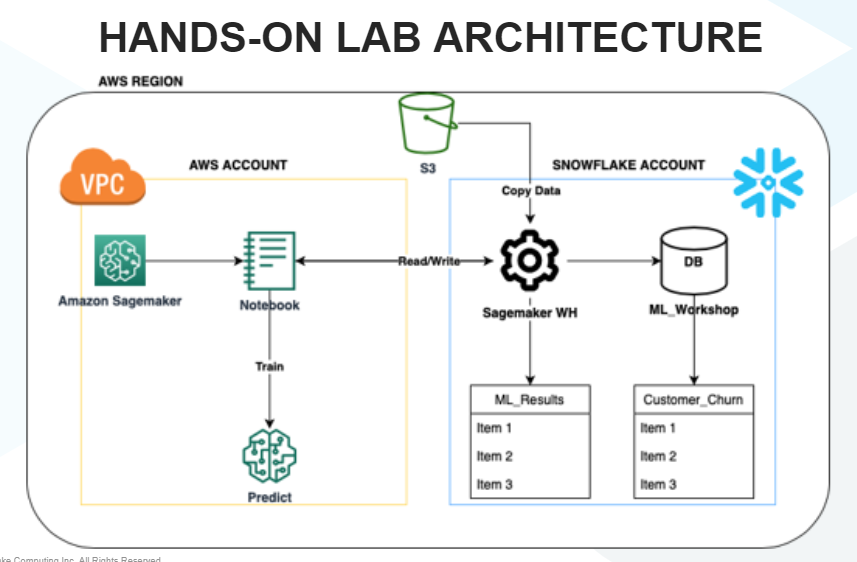 HANDS-ON LAB ARCHITECTURE
AWS REGION
S3
AWS ACCOUNT
SNOWFLAKE ACCOUNT
VPC
Copy Data
Amazon Sagemaker
Notebook
Read/Write
Sagemaker WH
DB
ML_Workshop
Train
Predict
ML_Results
Item 1
Item 2
Item 3
Customer_Churn
Item 1
Item 2
Item 3
Computing Inc. All Rights Reserved